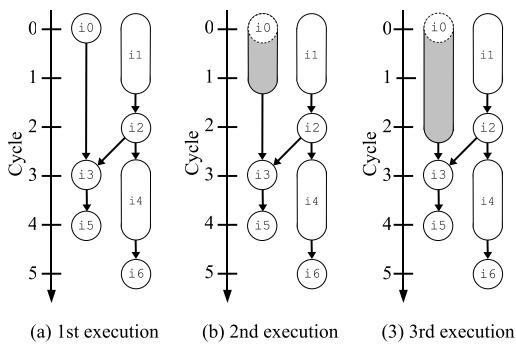 Cycle
0
1
2
3
4
5
i0
i1
i2
i3
i4
i5
i6
(a) 1st execution
Cycle
0
1
2
3
4
5
i0
i1
i2
i3
i4
i5
i6
(b) 2nd execution
Cycle
0
1
2
3
4
5
i0
i1
i2
i3
i4
i5
i6
(3) 3rd execution